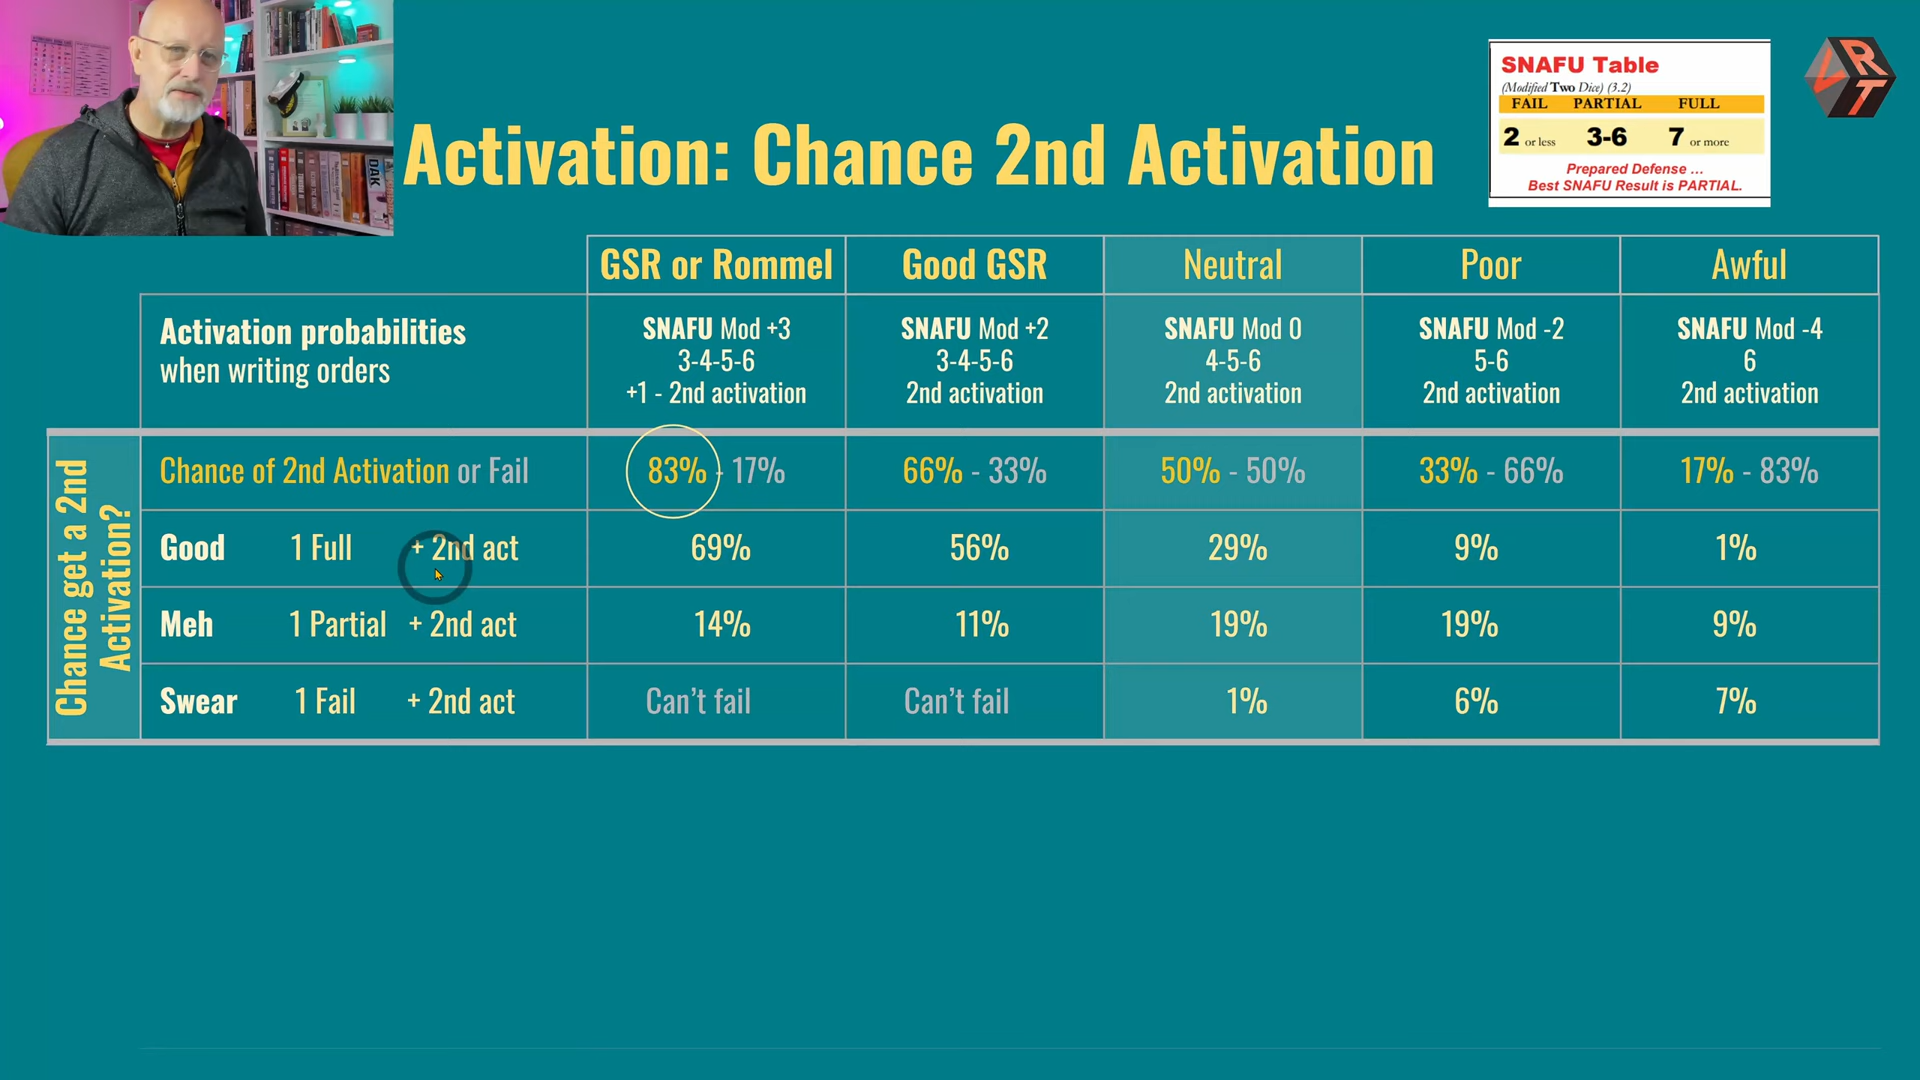 Activation: Chance 2nd Activation
SNAFU Table
(Modified Two Dice) (3.2)
FAIL PARTIAL FULL
2 or less 3-6 7 or more
Prepared Defense ...
Best SNAFU Result is PARTIAL.
VRT
DAK
GSR or Rommel Good GSR Neutral Poor Awful
Activation probabilities
when writing orders
SNAFU Mod +3
3-4-5-6
+1 - 2nd activation
SNAFU Mod +2
3-4-5-6
2nd activation
SNAFU Mod 0
4-5-6
2nd activation
SNAFU Mod -2
5-6
2nd activation
SNAFU Mod -4
6
2nd activation
Chance get a 2nd
Activation?
Chance of 2nd Activation or Fail 83% - 17% 66% - 33% 50% - 50% 33% - 66% 17% - 83%
Good 1 Full + 2nd act 69% 56% 29% 9% 1%
Meh 1 Partial + 2nd act 14% 11% 19% 19% 9%
Swear 1 Fail + 2nd act Can't fail Can't fail 1% 6% 7%